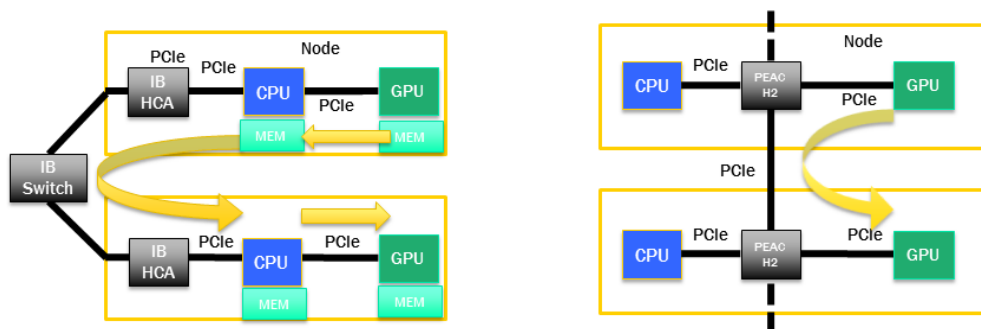 Node
PCIe
PCIe
IB
HCA
CPU
GPU
PCIe
MEM
MEM
IB
Switch
PCIe
PCIe
IB
HCA
CPU
GPU
MEM
MEM
Node
PCIe
CPU
PEAC
H2
GPU
PCIe
PCIe
PCIe
PCIe
CPU
PEAC
H2
GPU